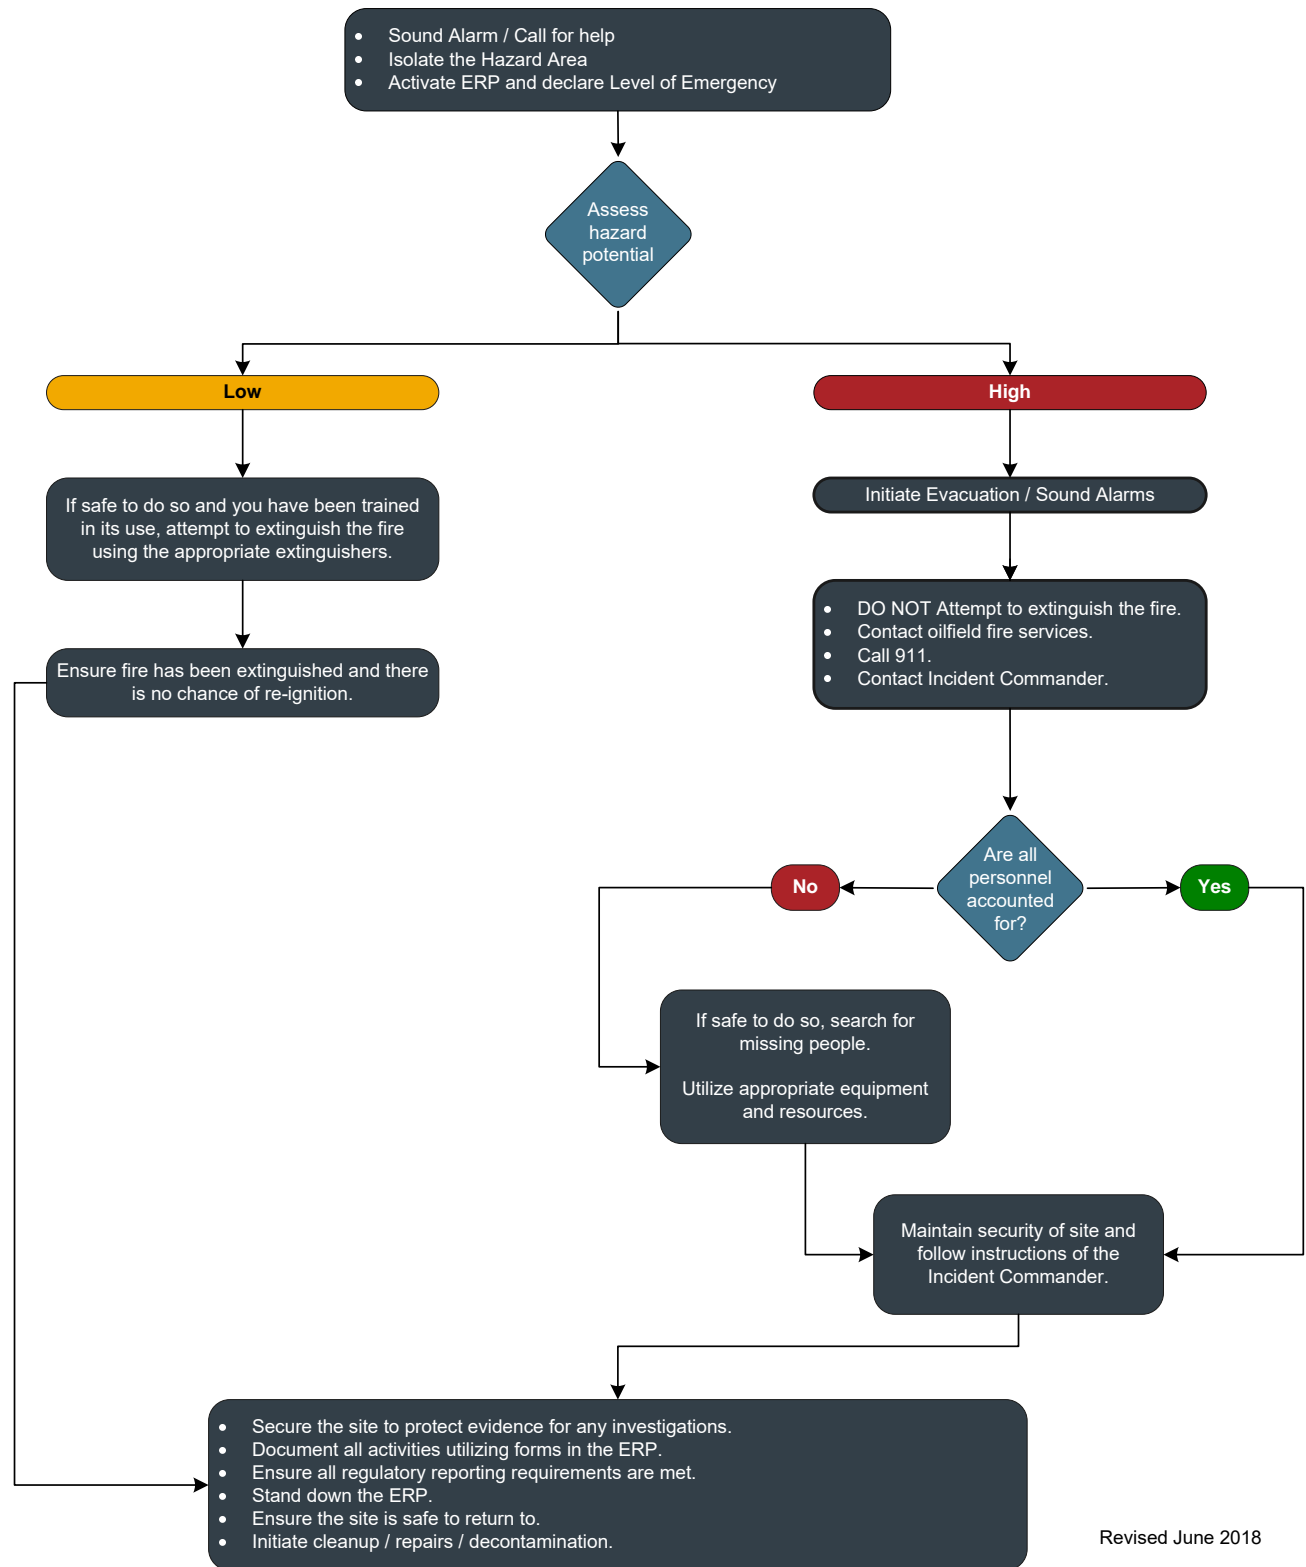 • Sound Alarm / Call for help
• Isolate the Hazard Area
• Activate ERP and declare Level of Emergency
Assess
hazard
potential
Low
High
If safe to do so and you have been trained
in its use, attempt to extinguish the fire
using the appropriate extinguishers.
Initiate Evacuation / Sound Alarms
• DO NOT Attempt to extinguish the fire.
• Contact oilfield fire services.
• Call 911.
• Contact Incident Commander.
Ensure fire has been extinguished and there
is no chance of re-ignition.
Are all
personnel
accounted
for?
No
Yes
If safe to do so, search for
missing people.
Utilize appropriate equipment
and resources.
Maintain security of site and
follow instructions of the
Incident Commander.
• Secure the site to protect evidence for any investigations.
• Document all activities utilizing forms in the ERP.
• Ensure all regulatory reporting requirements are met.
• Stand down the ERP.
• Ensure the site is safe to return to.
• Initiate cleanup / repairs / decontamination.
Revised June 2018